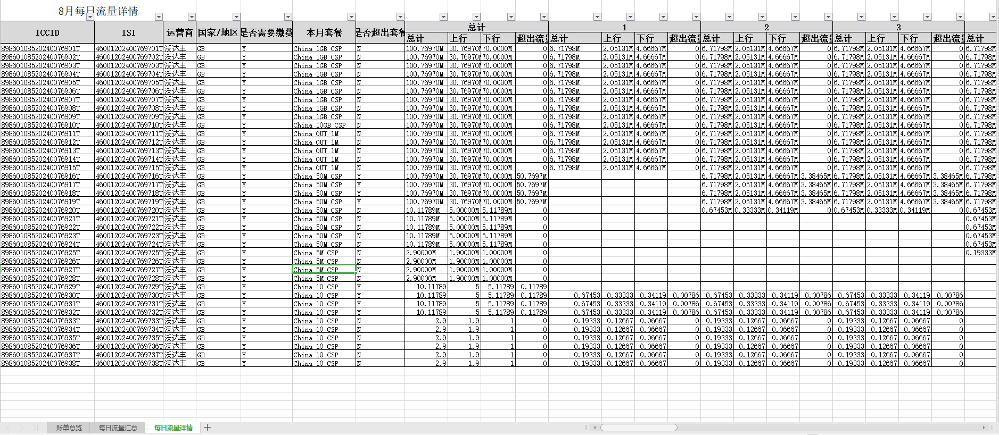 8月每日流量详情
总计 1 2 3
ICCID ISI 运营商 国家/地区 是否需要缴费 本月套餐 是否超出套餐
总计 上行 下行 超出流量 总计 上行 下行 超出流量 总计 上行 下行 超出流量 总计 上行 下行 超出流量 总计
89860108520240076901T 46001202400769701T 沃达丰 GB Y China 1GB CSP N 100.76970M 30.76970M 70.0000M 0 6.71798M 2.05131M 4.66667M 0 6.71798M 2.05131M 4.66667M 0 6.71798M 2.05131M 4.66667M 0 6.71798M
89860108520240076902T 46001202400769702T 沃达丰 GB Y China 1GB CSP N 100.76970M 30.76970M 70.0000M 0 6.71798M 2.05131M 4.66667M 0 6.71798M 2.05131M 4.66667M 0 6.71798M 2.05131M 4.66667M 0 6.71798M
89860108520240076903T 46001202400769703T 沃达丰 GB Y China 1GB CSP N 100.76970M 30.76970M 70.0000M 0 6.71798M 2.05131M 4.66667M 0 6.71798M 2.05131M 4.66667M 0 6.71798M 2.05131M 4.66667M 0 6.71798M
89860108520240076904T 46001202400769704T 沃达丰 GB Y China 1GB CSP N 100.76970M 30.76970M 70.0000M 0 6.71798M 2.05131M 4.66667M 0 6.71798M 2.05131M 4.66667M 0 6.71798M 2.05131M 4.66667M 0 6.71798M
89860108520240076905T 46001202400769705T 沃达丰 GB Y China 1GB CSP N 100.76970M 30.76970M 70.0000M 0 6.71798M 2.05131M 4.66667M 0 6.71798M 2.05131M 4.66667M 0 6.71798M 2.05131M 4.66667M 0 6.71798M
89860108520240076906T 46001202400769706T 沃达丰 GB Y China 1GB CSP N 100.76970M 30.76970M 70.0000M 0 6.71798M 2.05131M 4.66667M 0 6.71798M 2.05131M 4.66667M 0 6.71798M 2.05131M 4.66667M 0 6.71798M
89860108520240076907T 46001202400769707T 沃达丰 GB Y China 1GB CSP N 100.76970M 30.76970M 70.0000M 0 6.71798M 2.05131M 4.66667M 0 6.71798M 2.05131M 4.66667M 0 6.71798M 2.05131M 4.66667M 0 6.71798M
89860108520240076908T 46001202400769708T 沃达丰 GB Y China 1GB CSP N 100.76970M 30.76970M 70.0000M 0 6.71798M 2.05131M 4.66667M 0 6.71798M 2.05131M 4.66667M 0 6.71798M 2.05131M 4.66667M 0 6.71798M
89860108520240076909T 46001202400769709T 沃达丰 GB Y China 1GB CSP N 100.76970M 30.76970M 70.0000M 0 6.71798M 2.05131M 4.66667M 0 6.71798M 2.05131M 4.66667M 0 6.71798M 2.05131M 4.66667M 0 6.71798M
89860108520240076910T 46001202400769710T 沃达丰 GB Y China 10GB CSP N 100.76970M 30.76970M 70.0000M 0 6.71798M 2.05131M 4.66667M 0 6.71798M 2.05131M 4.66667M 0 6.71798M 2.05131M 4.66667M 0 6.71798M
89860108520240076911T 46001202400769711T 沃达丰 GB Y China OUT 1M N 100.76970M 30.76970M 70.0000M 0 6.71798M 2.05131M 4.66667M 0 6.71798M 2.05131M 4.66667M 0 6.71798M 2.05131M 4.66667M 0 6.71798M
89860108520240076912T 46001202400769712T 沃达丰 GB Y China OUT 1M N 100.76970M 30.76970M 70.0000M 0 6.71798M 2.05131M 4.66667M 0 6.71798M 2.05131M 4.66667M 0 6.71798M 2.05131M 4.66667M 0 6.71798M
89860108520240076913T 46001202400769713T 沃达丰 GB Y China OUT 1M N 100.76970M 30.76970M 70.0000M 0 6.71798M 2.05131M 4.66667M 0 6.71798M 2.05131M 4.66667M 0 6.71798M 2.05131M 4.66667M 0 6.71798M
89860108520240076914T 46001202400769714T 沃达丰 GB Y China OUT 1M N 100.76970M 30.76970M 70.0000M 0 6.71798M 2.05131M 4.66667M 0 6.71798M 2.05131M 4.66667M 0 6.71798M 2.05131M 4.66667M 0 6.71798M
89860108520240076915T 46001202400769715T 沃达丰 GB Y China OUT 1M N 100.76970M 30.76970M 70.0000M 0 6.71798M 2.05131M 4.66667M 0 6.71798M 2.05131M 4.66667M 0 6.71798M 2.05131M 4.66667M 0 6.71798M
89860108520240076916T 46001202400769716T 沃达丰 GB Y China 50M CSP Y 100.76970M 30.76970M 70.0000M 50.7697M 6.71798M 2.05131M 4.66667M 3.38465M 6.71798M 2.05131M 4.66667M 3.38465M 6.71798M
89860108520240076917T 46001202400769717T 沃达丰 GB Y China 50M CSP Y 100.76970M 30.76970M 70.0000M 50.7697M 6.71798M 2.05131M 4.66667M 3.38465M 6.71798M 2.05131M 4.66667M 3.38465M 6.71798M
89860108520240076918T 46001202400769718T 沃达丰 GB Y China 50M CSP Y 100.76970M 30.76970M 70.0000M 50.7697M 6.71798M 2.05131M 4.66667M 3.38465M 6.71798M 2.05131M 4.66667M 3.38465M 6.71798M
89860108520240076919T 46001202400769719T 沃达丰 GB Y China 50M CSP Y 100.76970M 30.76970M 70.0000M 50.7697M 6.71798M 2.05131M 4.66667M 3.38465M 6.71798M 2.05131M 4.66667M 3.38465M 6.71798M
89860108520240076920T 46001202400769720T 沃达丰 GB Y China 50M CSP N 10.11789M 5.00000M 5.11789M 0 0.67453M 0.33333M 0.34119M 0 0.67453M 0.33333M 0.34119M 0 0.67453M
89860108520240076921T 46001202400769721T 沃达丰 GB Y China 50M CSP N 10.11789M 5.00000M 5.11789M 0 0.67453M
89860108520240076922T 46001202400769722T 沃达丰 GB Y China 50M CSP N 10.11789M 5.00000M 5.11789M 0 0.67453M
89860108520240076923T 46001202400769723T 沃达丰 GB Y China 50M CSP N 10.11789M 5.00000M 5.11789M 0 0.67453M
89860108520240076924T 46001202400769724T 沃达丰 GB Y China 50M CSP N 10.11789M 5.00000M 5.11789M 0 0.67453M
89860108520240076925T 46001202400769725T 沃达丰 GB Y China 5M CSP N 2.90000M 1.90000M 1.00000M 0 0.19333M
89860108520240076926T 46001202400769726T 沃达丰 GB Y China 5M CSP N 2.90000M 1.90000M 1.00000M 0
89860108520240076927T 46001202400769727T 沃达丰 GB Y China 5M CSP N 2.90000M 1.90000M 1.00000M 0
89860108520240076928T 46001202400769728T 沃达丰 GB Y China 5M CSP N 2.90000M 1.90000M 1.00000M 0
89860108520240076929T 46001202400769729T 沃达丰 GB Y China 10 CSP Y 10.11789 5 5.11789 0.11789
89860108520240076930T 46001202400769730T 沃达丰 GB Y China 10 CSP Y 10.11789 5 5.11789 0.11789 0.67453 0.33333 0.34119 0.00786 0.67453 0.33333 0.34119 0.00786 0.67453 0.33333 0.34119 0.00786
89860108520240076931T 46001202400769731T 沃达丰 GB Y China 10 CSP Y 10.11789 5 5.11789 0.11789 0.67453 0.33333 0.34119 0.00786 0.67453 0.33333 0.34119 0.00786 0.67453 0.33333 0.34119 0.00786
89860108520240076932T 46001202400769732T 沃达丰 GB Y China 10 CSP Y 10.11789 5 5.11789 0.11789 0.67453 0.33333 0.34119 0.00786 0.67453 0.33333 0.34119 0.00786 0.67453 0.33333 0.34119 0.00786
89860108520240076933T 46001202400769733T 沃达丰 GB Y China 10 CSP N 2.9 1.9 1 0 0.19333 0.12667 0.06667 0 0.19333 0.12667 0.06667 0 0.19333 0.12667 0.06667 0
89860108520240076934T 46001202400769734T 沃达丰 GB Y China 10 CSP N 2.9 1.9 1 0 0.19333 0.12667 0.06667 0 0.19333 0.12667 0.06667 0 0.19333 0.12667 0.06667 0
89860108520240076935T 46001202400769735T 沃达丰 GB Y China 10 CSP N 2.9 1.9 1 0 0.19333 0.12667 0.06667 0 0.19333 0.12667 0.06667 0 0.19333 0.12667 0.06667 0
89860108520240076936T 46001202400769736T 沃达丰 GB Y China 10 CSP N 2.9 1.9 1 0 0.19333 0.12667 0.06667 0 0.19333 0.12667 0.06667 0 0.19333 0.12667 0.06667 0
89860108520240076937T 46001202400769737T 沃达丰 GB Y China 10 CSP N 2.9 1.9 1 0 0.19333 0.12667 0.06667 0 0.19333 0.12667 0.06667 0 0.19333 0.12667 0.06667 0
89860108520240076938T 46001202400769738T 沃达丰 GB Y China 10 CSP N 2.9 1.9 1 0 0.19333 0.12667 0.06667 0 0.19333 0.12667 0.06667 0 0.19333 0.12667 0.06667 0
账单总览 每日流量汇总 每日流量详情